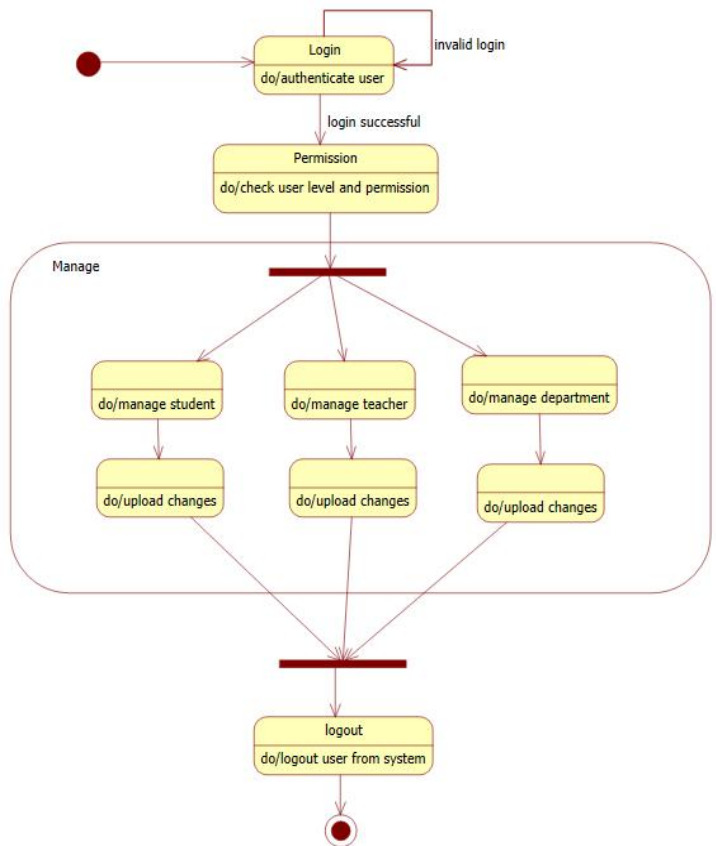 Login
invalid login
do/authenticate user
login successful
Permission
do/check user level and permission
Manage
do/manage student
do/manage teacher
do/manage department
do/upload changes
do/upload changes
do/upload changes
logout
do/logout user from system